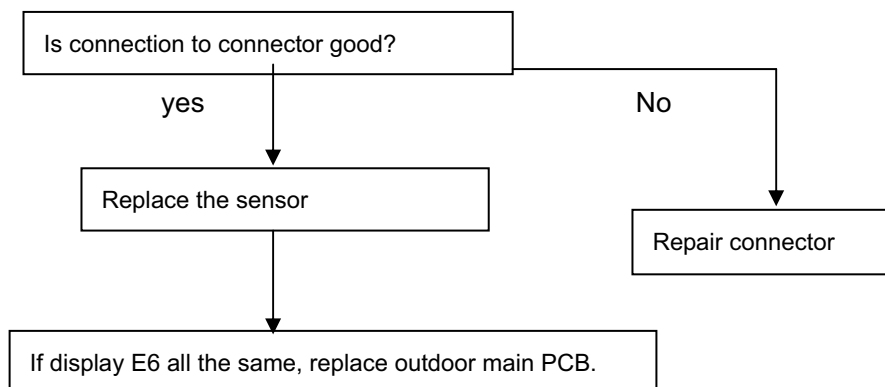 Is connection to connector good?
yes
No
Replace the sensor
Repair connector
If display E6 all the same, replace outdoor main PCB.